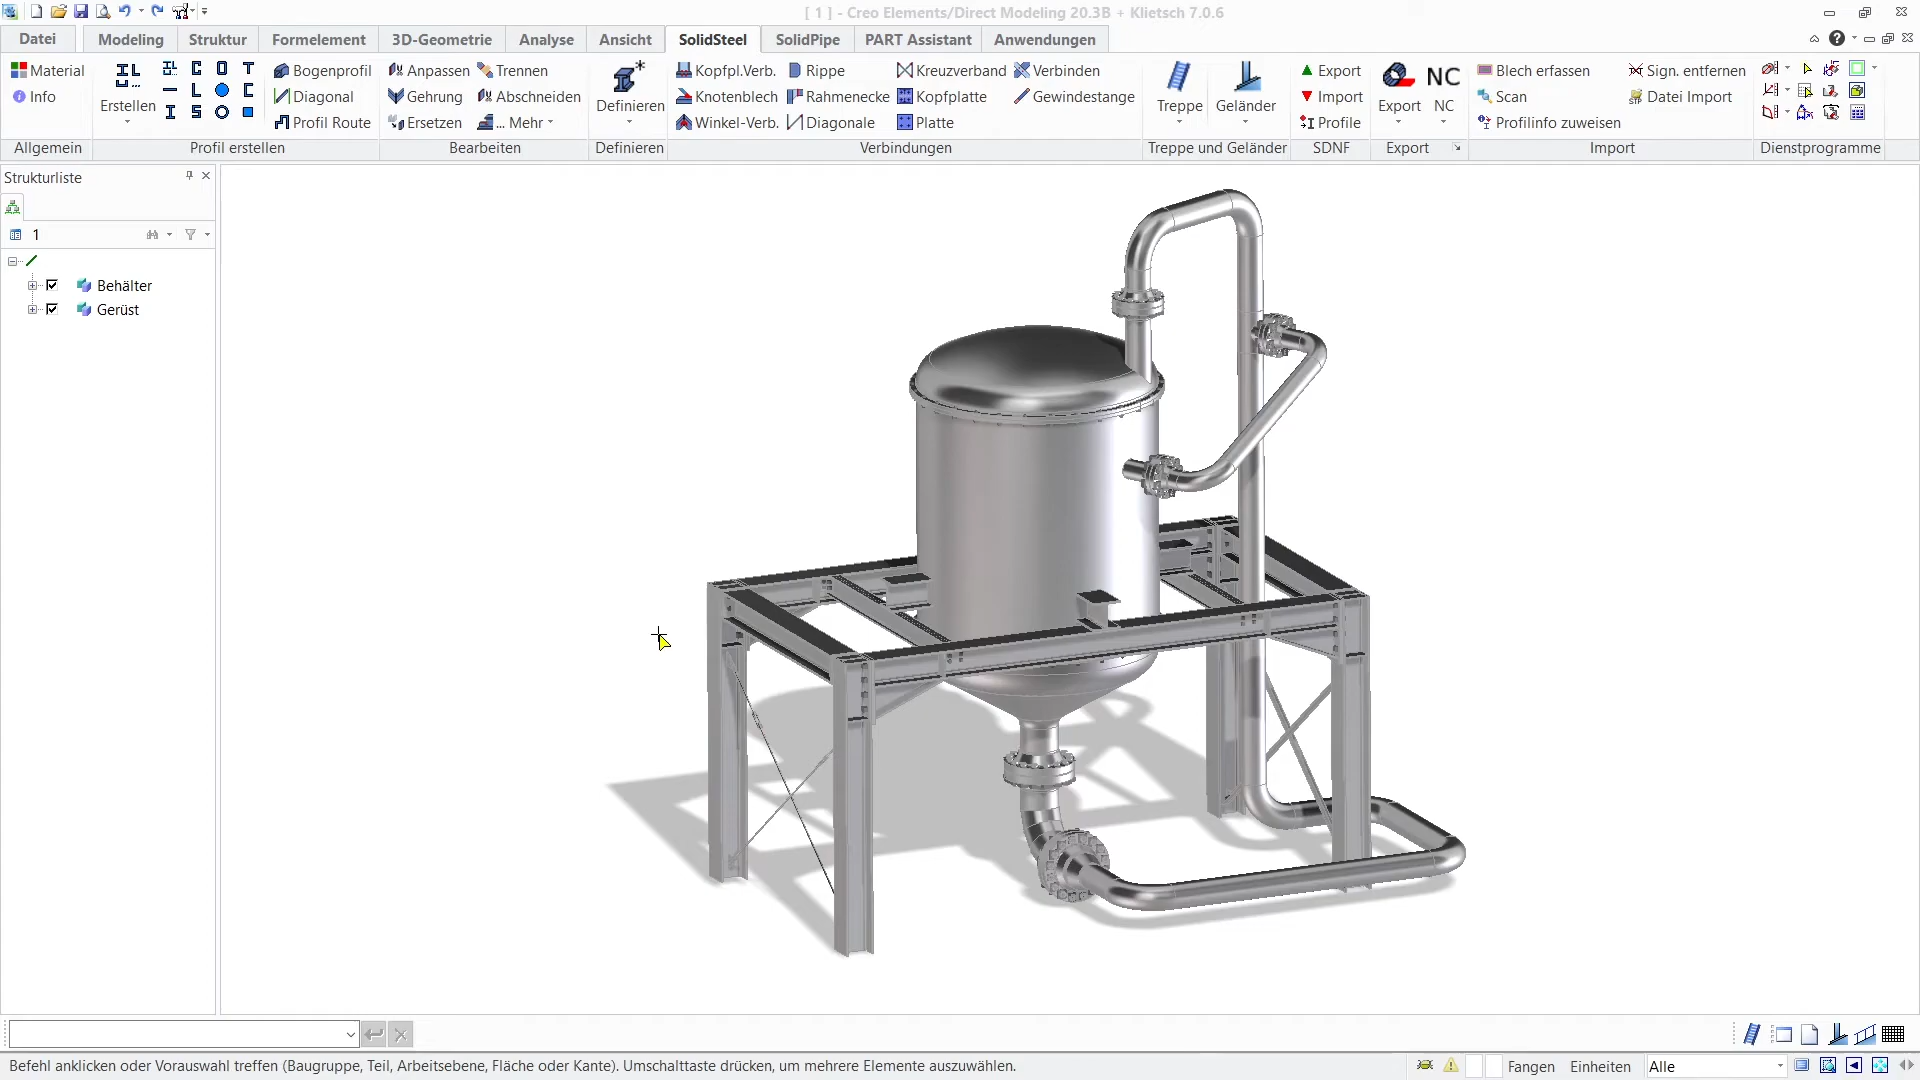 [ 1 ] - Creo Elements/Direct Modeling 20.3B + Klietsch 7.0.6
Datei Modeling Struktur Formelement 3D-Geometrie Analyse Ansicht SolidSteel SolidPipe PART Assistant Anwendungen
Material Bogenprofil Anpassen Trennen Kopfpl.Verb. Rippe Kreuzverband Verbinden Export NC Blech erfassen Sign. entfernen
Info Erstellen Diagonal Gehrung Abschneiden Definieren Knotenblech Rahmenecke Kopfplatte Gewindestange Treppe Geländer Import Export NC Scan Datei Import
Profil Route Ersetzen ... Mehr Winkel-Verb. Diagonale Platte Profile Profilinfo zuweisen
Allgemein Profil erstellen Bearbeiten Definieren Verbindungen Treppe und Geländer SDNF Export Import Dienstprogramme
Strukturliste
1
Behälter
Gerüst
Befehl anklicken oder Vorauswahl treffen (Baugruppe, Teil, Arbeitsebene, Fläche oder Kante). Umschalttaste drücken, um mehrere Elemente auszuwählen. Fangen Einheiten Alle